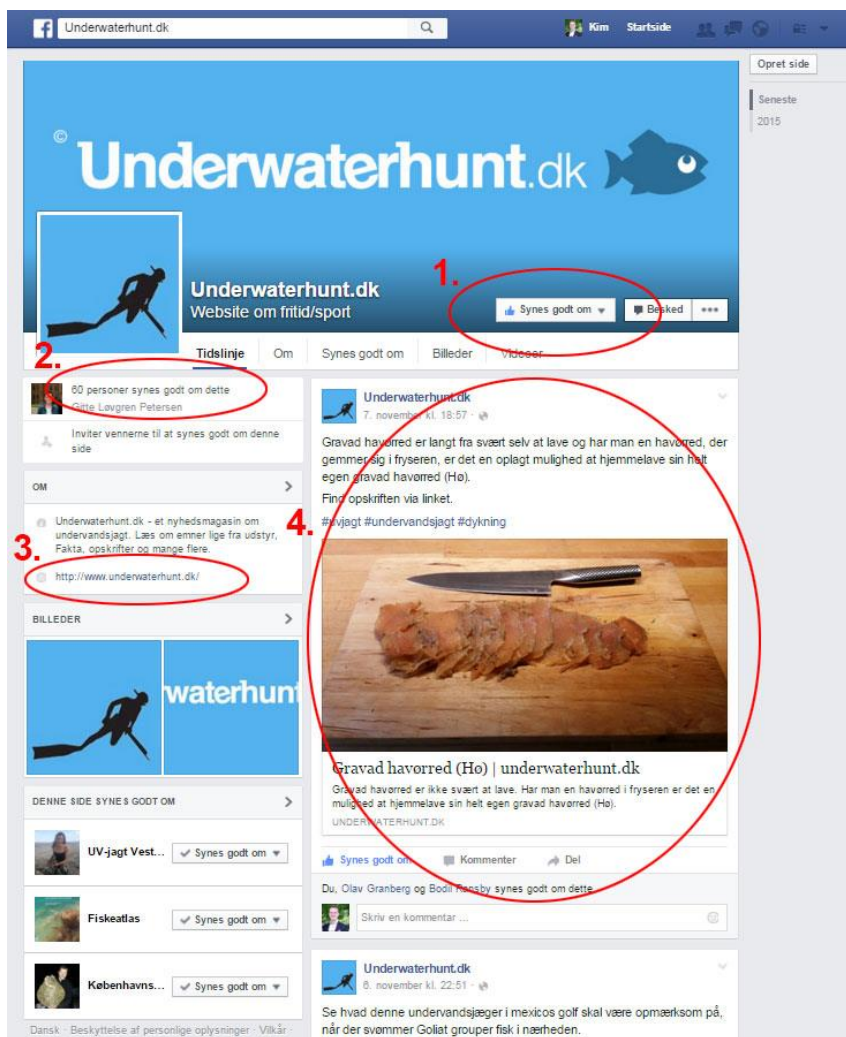 Underwaterhunt.dk
Kim Startside
Opret side
Seneste
2015
© Underwaterhunt.dk
1.
Underwaterhunt.dk
Website om fritid/sport
Synes godt om
Besked
Tidslinje Om Synes godt om Billeder Videoer
2.
60 personer synes godt om dette
Gitte Løvgren Petersen
Inviter vennerne til at synes godt om denne
side
OM
Underwaterhunt.dk - et nyhedsmagasin om
undervandsjagt. Læs om emner lige fra udstyr,
Fakta, opskrifter og mange flere.
3.
http://www.underwaterhunt.dk/
BILLEDER
waterhunt
DENNE SIDE SYNES GODT OM
UV-jagt Vest... Synes godt om
Fiskeatlas Synes godt om
Københavns... Synes godt om
Dansk · Beskyttelse af personlige oplysninger · Vilkår ·
4.
Underwaterhunt.dk
7. november kl. 18:57 ·
Gravad havørred er langt fra svært selv at lave og har man en havørred, der
gemmer sig i fryseren, er det en oplagt mulighed at hjemmelave sin helt
egen gravad havørred (Hø).
Find opskriften via linket.
#uvjagt #undervandsjagt #dykning
Gravad havørred (Hø) | underwaterhunt.dk
Gravad havørred er ikke svært at lave. Har man en havørred i fryseren er det en
mulighed at hjemmelave sin helt egen gravad havørred (Hø).
UNDERWATERHUNT.DK
Synes godt om Kommenter Del
Du, Olav Granberg og Bodil Ransby synes godt om dette.
Skriv en kommentar ...
Underwaterhunt.dk
6. november kl. 22:51 ·
Se hvad denne undervandsjæger i mexicos golf skal være opmærksom på,
når der svømmer Goliat grouper fisk i nærheden.